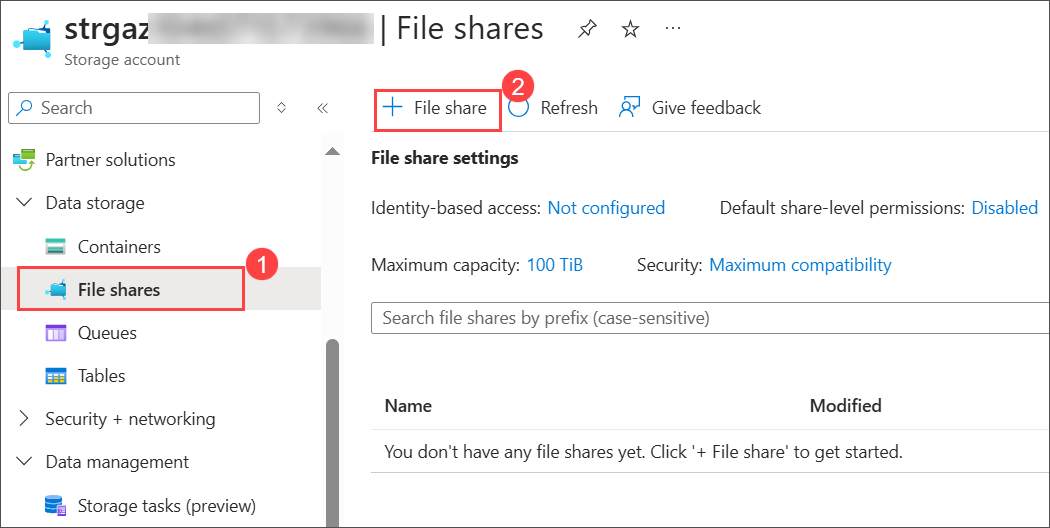 strgaz | File shares
Storage account
Search
Partner solutions
Data storage
Containers
File shares
1
Queues
Tables
Security + networking
Data management
Storage tasks (preview)
2
+ File share
Refresh
Give feedback
File share settings
Identity-based access: Not configured
Default share-level permissions: Disabled
Maximum capacity: 100 TiB
Security: Maximum compatibility
Search file shares by prefix (case-sensitive)
Name
Modified
You don't have any file shares yet. Click '+ File share' to get started.